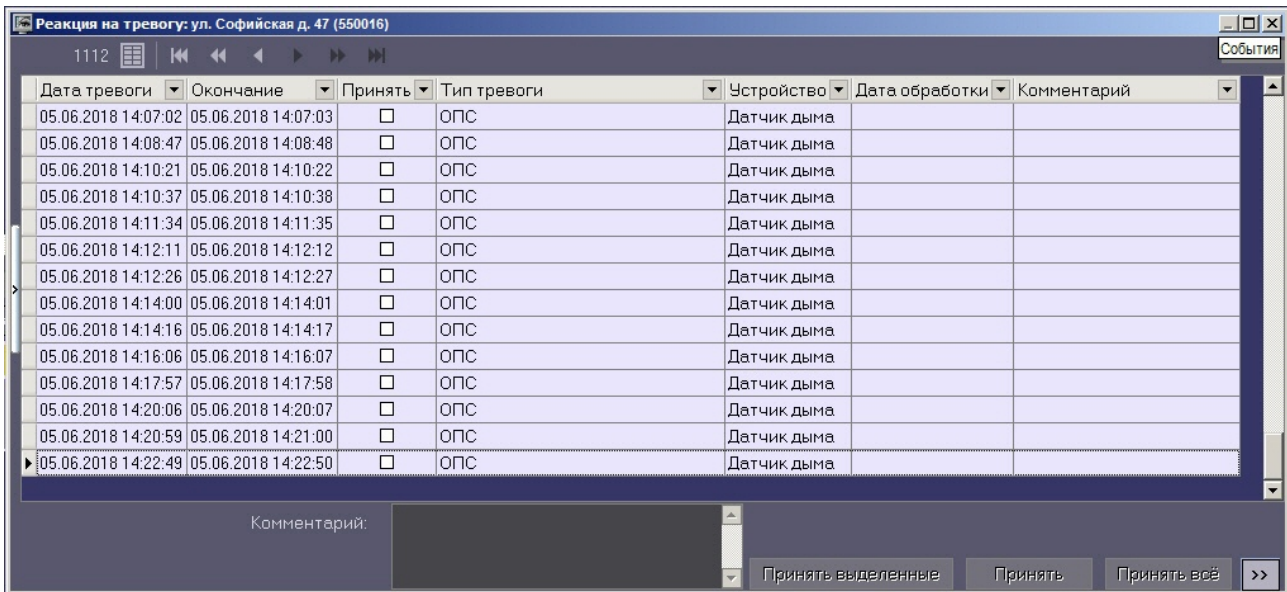 Реакция на тревогу: ул. Софийская д. 47 (550016)
События
1112
Дата тревоги Окончание Принять Тип тревоги Устройство Дата обработки Комментарий
05.06.2018 14:07:02 05.06.2018 14:07:03 ОПС Датчик дыма
05.06.2018 14:08:47 05.06.2018 14:08:48 ОПС Датчик дыма
05.06.2018 14:10:21 05.06.2018 14:10:22 ОПС Датчик дыма
05.06.2018 14:10:37 05.06.2018 14:10:38 ОПС Датчик дыма
05.06.2018 14:11:34 05.06.2018 14:11:35 ОПС Датчик дыма
05.06.2018 14:12:11 05.06.2018 14:12:12 ОПС Датчик дыма
05.06.2018 14:12:26 05.06.2018 14:12:27 ОПС Датчик дыма
05.06.2018 14:14:00 05.06.2018 14:14:01 ОПС Датчик дыма
05.06.2018 14:14:16 05.06.2018 14:14:17 ОПС Датчик дыма
05.06.2018 14:16:06 05.06.2018 14:16:07 ОПС Датчик дыма
05.06.2018 14:17:57 05.06.2018 14:17:58 ОПС Датчик дыма
05.06.2018 14:20:06 05.06.2018 14:20:07 ОПС Датчик дыма
05.06.2018 14:20:59 05.06.2018 14:21:00 ОПС Датчик дыма
05.06.2018 14:22:49 05.06.2018 14:22:50 ОПС Датчик дыма
Комментарий:
Принять выделенные Принять Принять всё >>